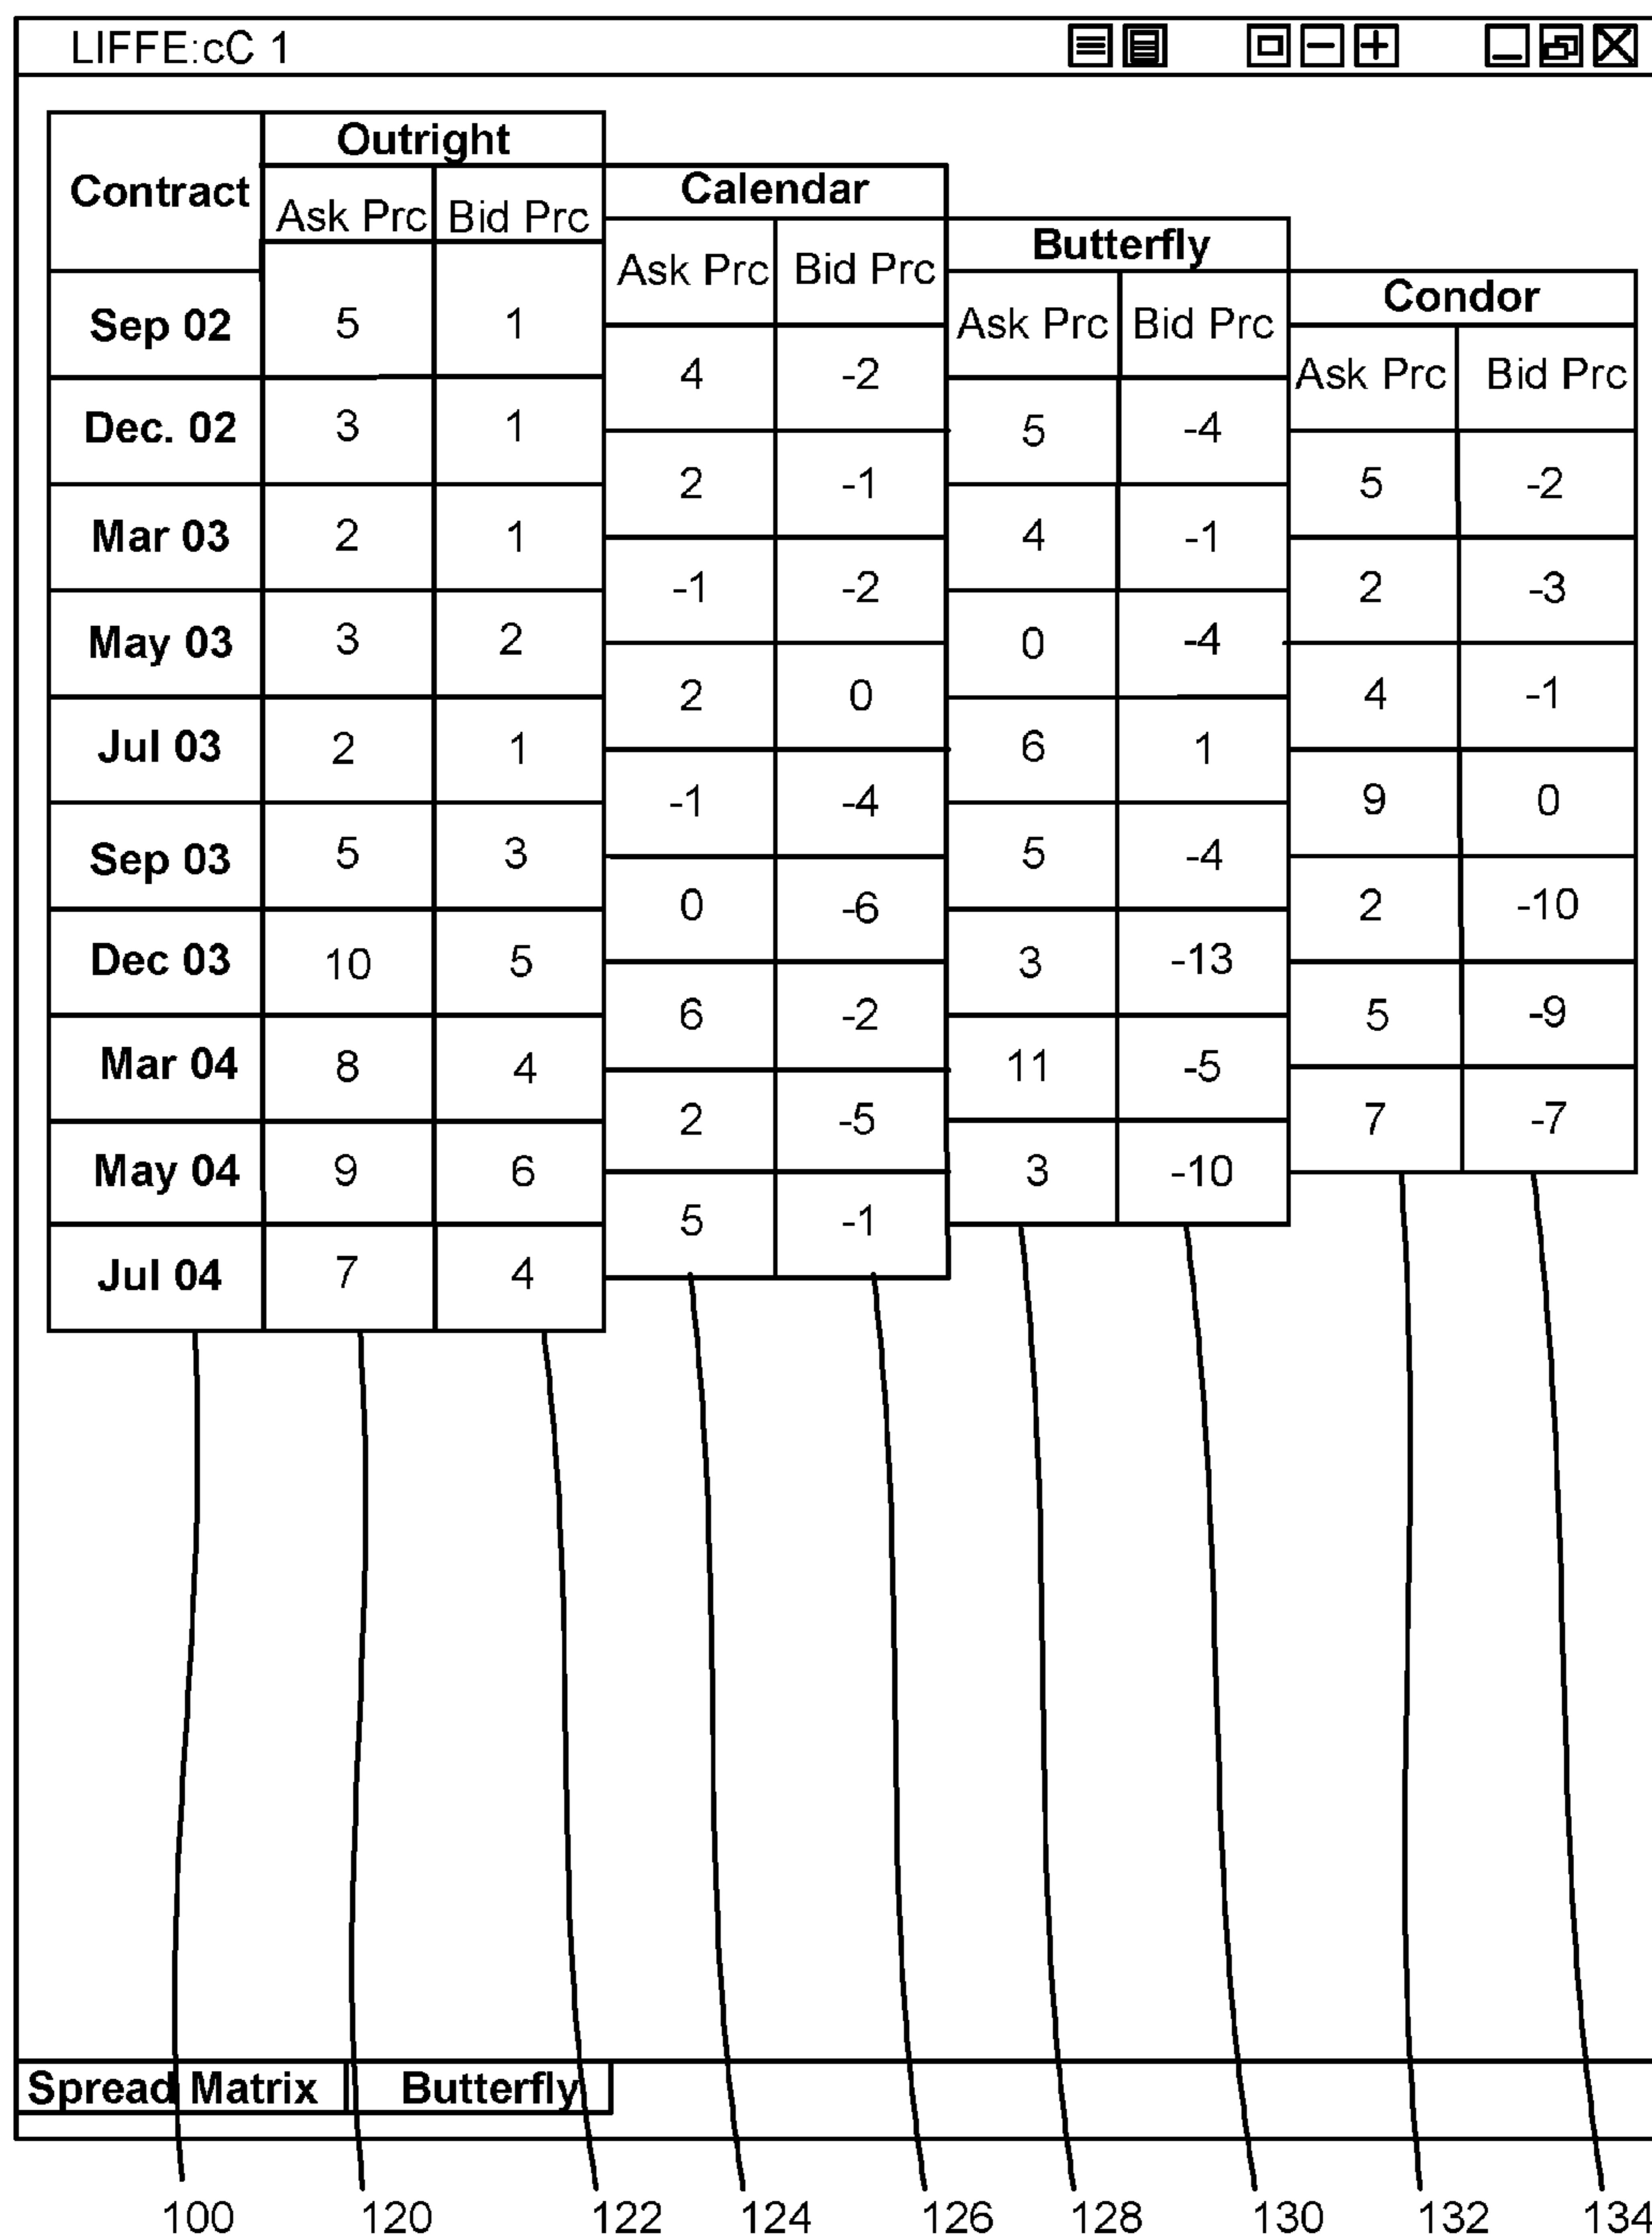 LIFFE:cC 1
Outright
Contract
Calendar
Ask Prc Bid Prc
Butterfly
Ask Prc Bid Prc
Condor
Sep 02 5 1
Ask Prc Bid Prc
4 -2
Ask Prc Bid Prc
Dec. 02 3 1
5 -4
2 -1
5 -2
Mar 03 2 1
4 -1
-1 -2
2 -3
May 03 3 2
0 -4
2 0
4 -1
Jul 03 2 1
6 1
-1 -4
9 0
Sep 03 5 3
5 -4
0 -6
2 -10
Dec 03 10 5
3 -13
6 -2
5 -9
Mar 04 8 4
11 -5
2 -5
7 -7
May 04 9 6
3 -10
5 -1
Jul 04 7 4
Spread Matrix Butterfly
100 120 122 124 126 128 130 132 134